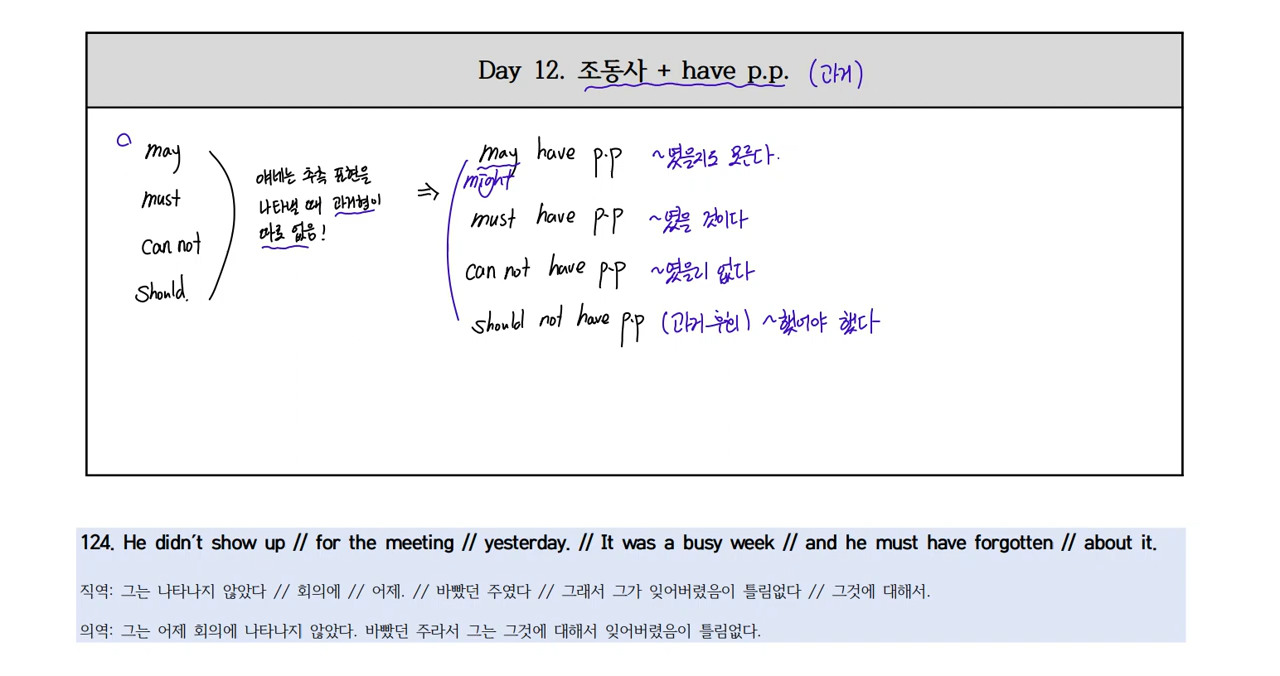 Day 12. 조동사 + have p.p. (과거)
may
must
can not
should.
얘네는 추측 표현을
나타낼 때 과거형이
따로 없음!
⇒
may have p.p ~였을지도 모른다.
might
must have p.p ~였을 것이다
can not have p.p ~였을리 없다
should not have p.p (과거 후회) ~했어야 했다
124. He didn't show up // for the meeting // yesterday. // It was a busy week // and he must have forgotten // about it.
직역: 그는 나타나지 않았다 // 회의에 // 어제. // 바빴던 주였다 // 그래서 그가 잊어버렸음이 틀림없다 // 그것에 대해서.
의역: 그는 어제 회의에 나타나지 않았다. 바빴던 주라서 그는 그것에 대해서 잊어버렸음이 틀림없다.